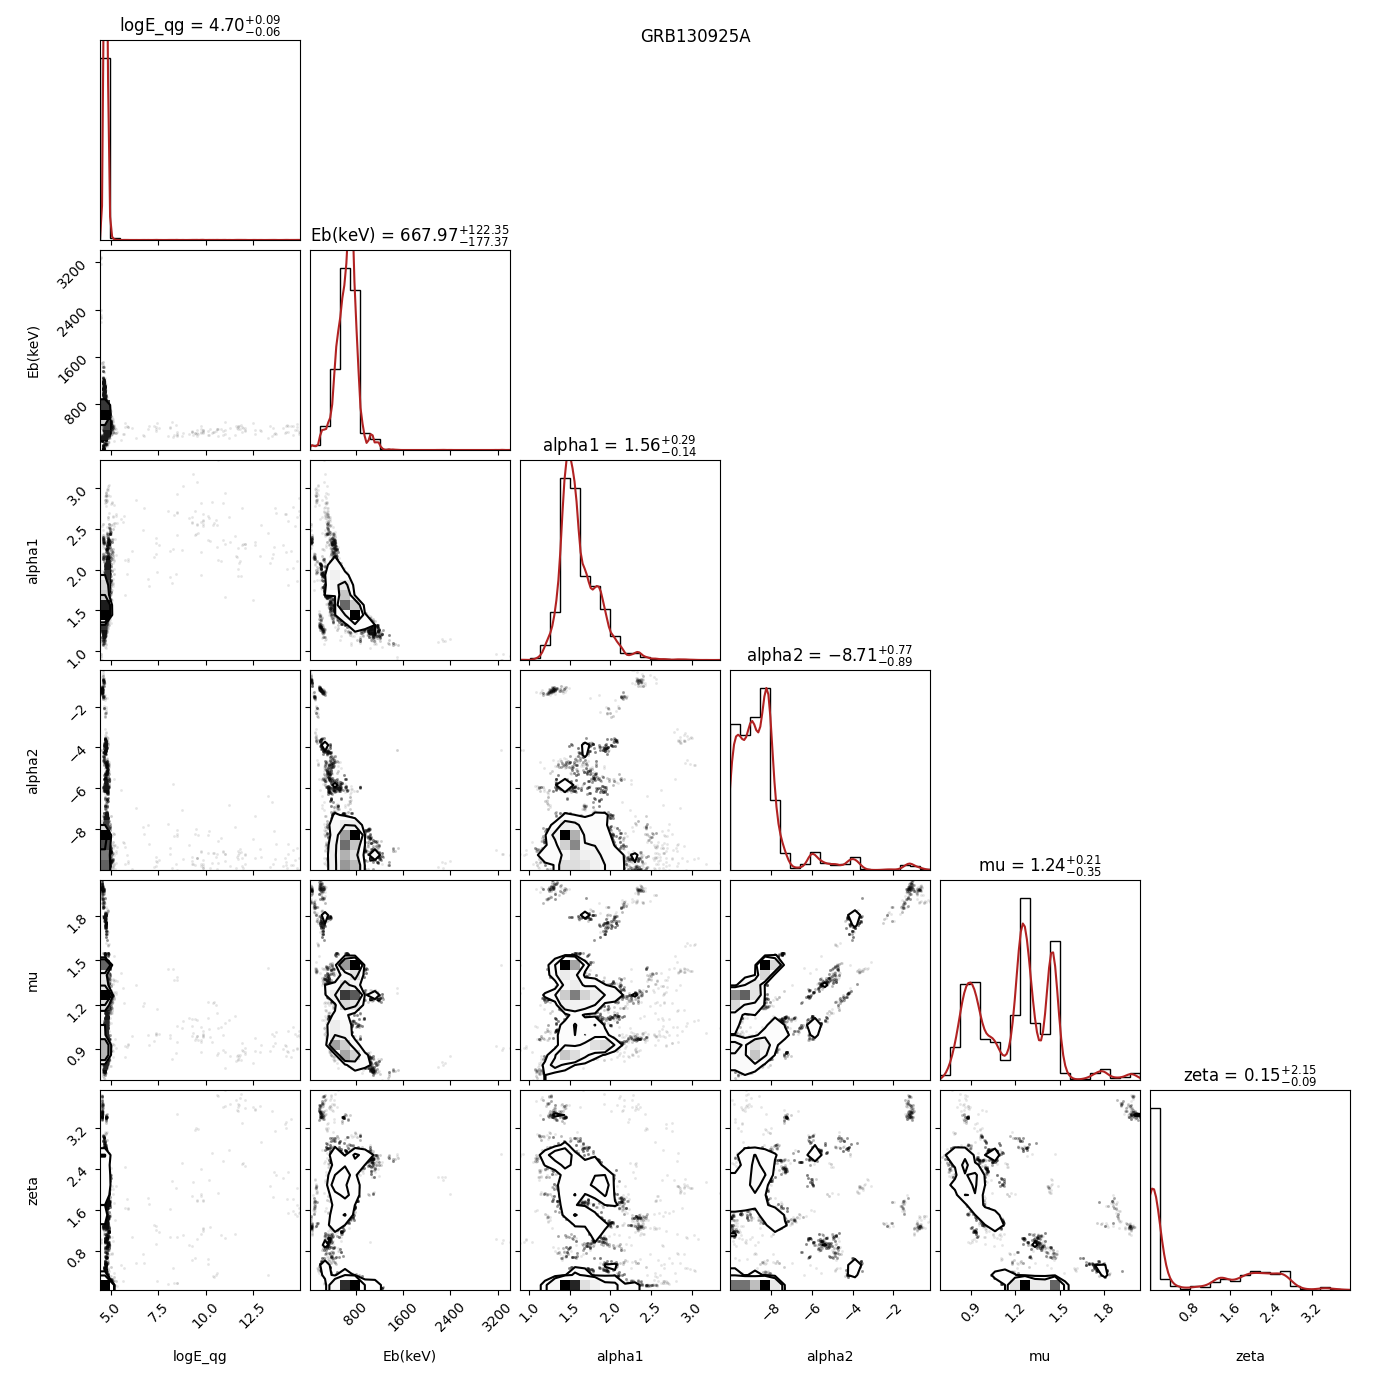 logE_qg = 4.70+0.09−0.06
GRB130925A
Eb(keV) = 667.97+122.35−177.37
3200
2400
1600
800
Eb(keV)
alpha1 = 1.56+0.29−0.14
3.0
2.5
2.0
1.5
1.0
alpha1
alpha2 = −8.71+0.77−0.89
−2
−4
−6
−8
alpha2
mu = 1.24+0.21−0.35
1.8
1.5
1.2
0.9
mu
zeta = 0.15+2.15−0.09
3.2
2.4
1.6
0.8
zeta
5.0 7.5 10.0 12.5 800 1600 2400 3200 1.0 1.5 2.0 2.5 3.0 −8 −6 −4 −2 0.9 1.2 1.5 1.8 0.8 1.6 2.4 3.2
logE_qg Eb(keV) alpha1 alpha2 mu zeta